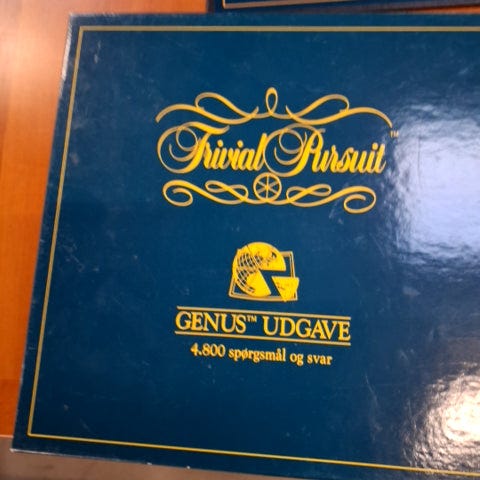 Trivial Pursuit™
GENUS™ UDGAVE
4.800 spørgsmål og svar